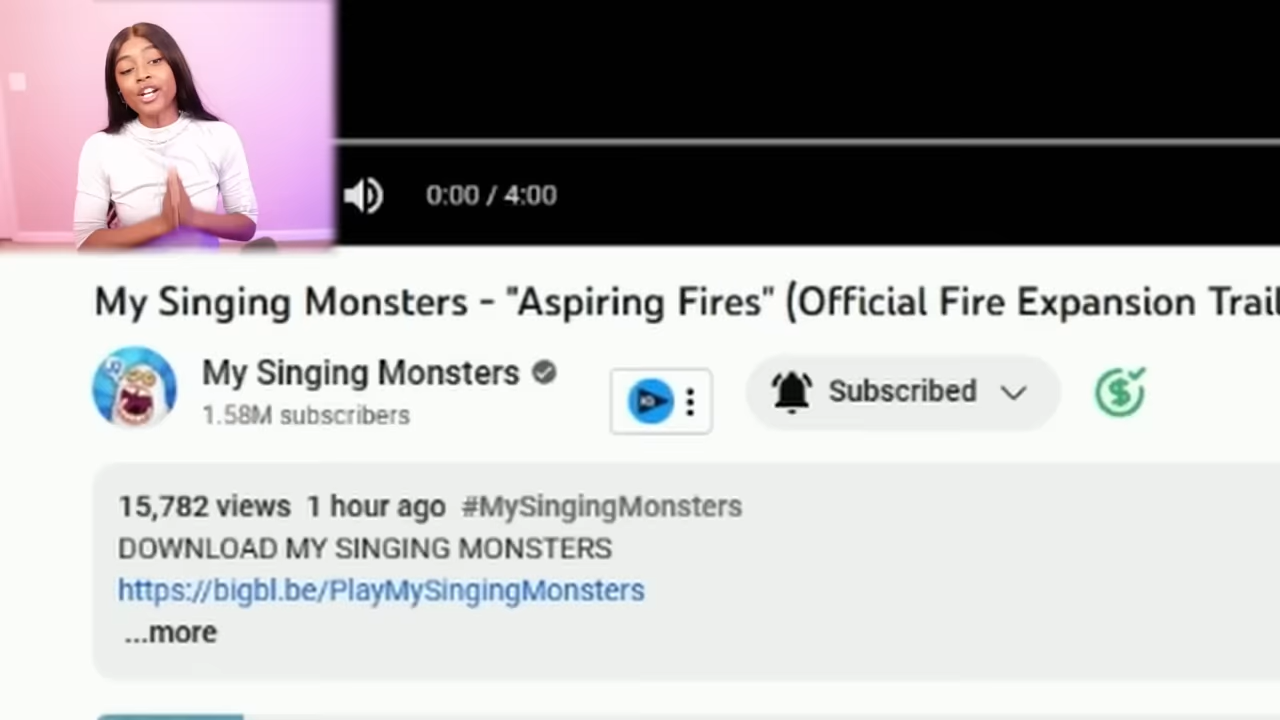 0:00 / 4:00
My Singing Monsters - "Aspiring Fires" (Official Fire Expansion Trail
My Singing Monsters
1.58M subscribers
Subscribed
15,782 views 1 hour ago #MySingingMonsters
DOWNLOAD MY SINGING MONSTERS
https://bigbl.be/PlayMySingingMonsters
...more